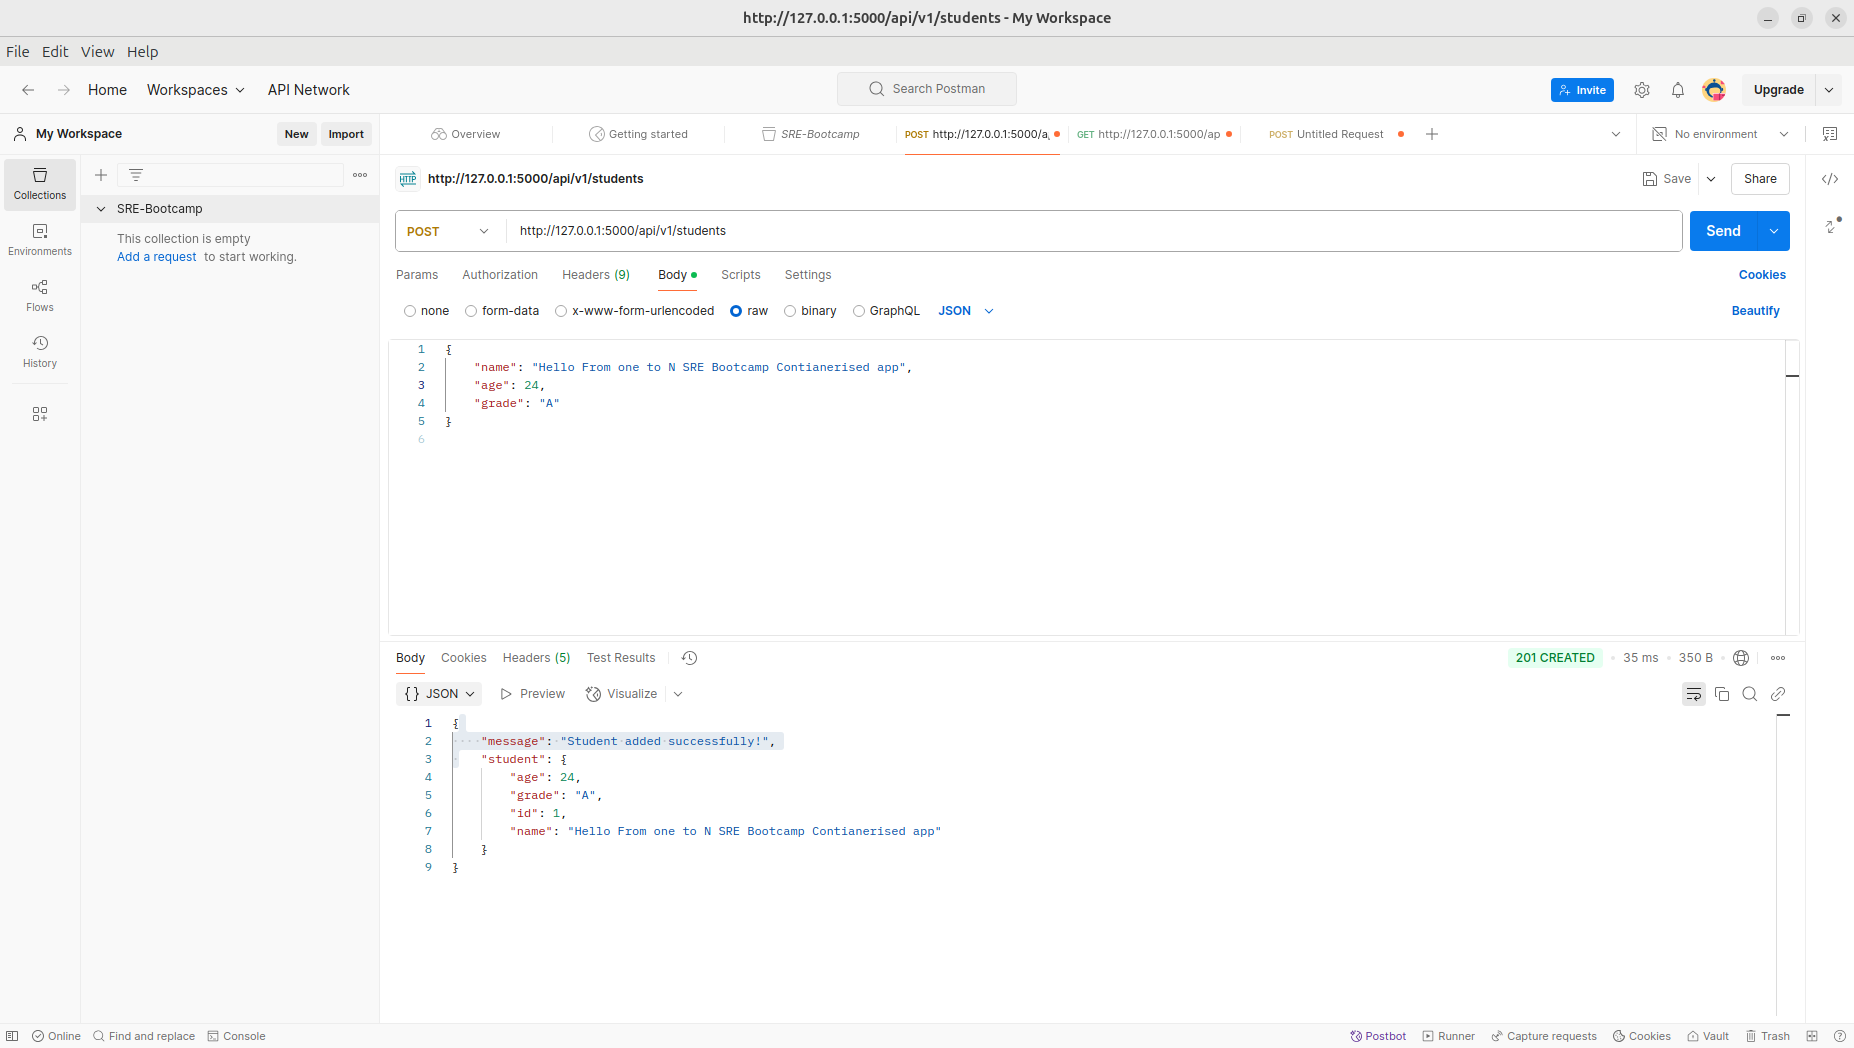 http://127.0.0.1:5000/api/v1/students - My Workspace
File Edit View Help
Home Workspaces API Network Search Postman Invite Upgrade
My Workspace New Import Overview Getting started SRE-Bootcamp POST http://127.0.0.1:5000/a GET http://127.0.0.1:5000/ap POST Untitled Request No environment
Collections
Environments
Flows
History
SRE-Bootcamp
This collection is empty
Add a request to start working.
HTTP http://127.0.0.1:5000/api/v1/students Save Share
POST http://127.0.0.1:5000/api/v1/students Send
Params Authorization Headers (9) Body Scripts Settings Cookies
none form-data x-www-form-urlencoded raw binary GraphQL JSON Beautify
1 {
2 "name": "Hello From one to N SRE Bootcamp Contianerised app",
3 "age": 24,
4 "grade": "A"
5 }
6
Body Cookies Headers (5) Test Results 201 CREATED 35 ms 350 B
{} JSON Preview Visualize
1 {
2 "message": "Student added successfully!",
3 "student": {
4 "age": 24,
5 "grade": "A",
6 "id": 1,
7 "name": "Hello From one to N SRE Bootcamp Contianerised app"
8 }
9 }
Online Find and replace Console Postbot Runner Capture requests Cookies Vault Trash